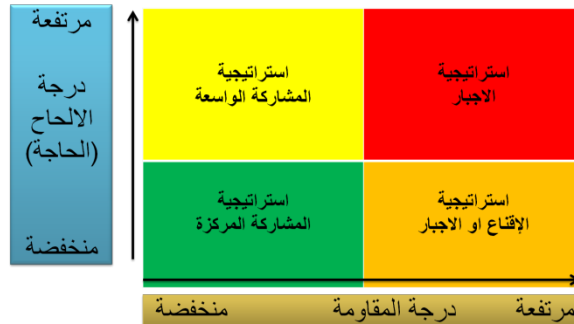 مرتفعة
درجة
الالحاح
(الحاجة)
منخفضة
استراتيجية
الاجبار
استراتيجية
المشاركة الواسعة
استراتيجية
الإقناع او الاجبار
استراتيجية
المشاركة المركزة
مرتفعة درجة المقاومة منخفضة